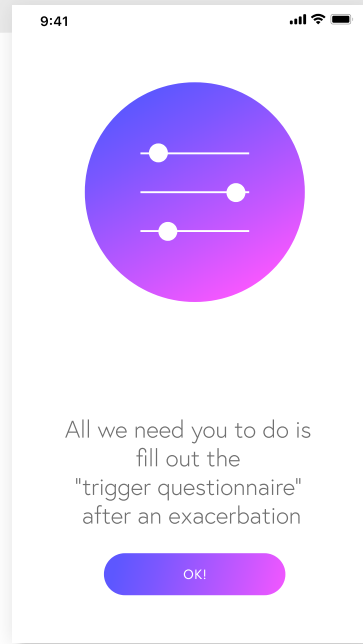 9:41
All we need you to do is
fill out the
"trigger questionnaire"
after an exacerbation
OK!